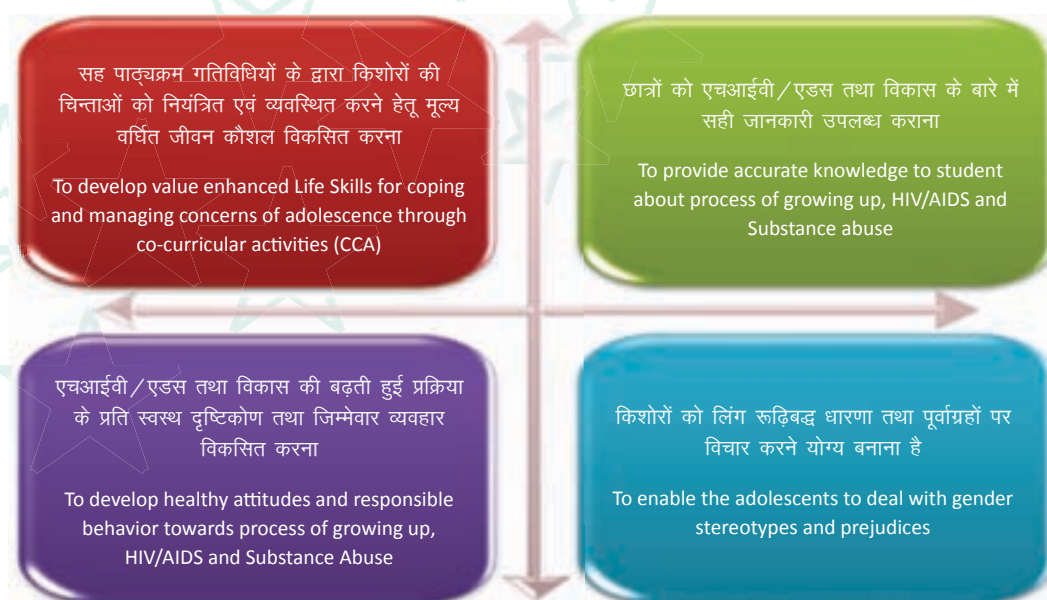 सह पाठ्यक्रम गतिविधियों के द्वारा किशोरों की
चिन्ताओं को नियंत्रित एवं व्यवस्थित करने हेतू मूल्य
वर्धित जीवन कौशल विकसित करना
To develop value enhanced Life Skills for coping
and managing concerns of adolescence through
co-curricular activities (CCA)
छात्रों को एचआईवी/एडस तथा विकास के बारे में
सही जानकारी उपलब्ध कराना
To provide accurate knowledge to student
about process of growing up, HIV/AIDS and
Substance abuse
एचआईवी/एडस तथा विकास की बढ़ती हुई प्रक्रिया
के प्रति स्वस्थ दृष्टिकोण तथा जिम्मेवार व्यवहार
विकसित करना
To develop healthy attitudes and responsible
behavior towards process of growing up,
HIV/AIDS and Substance Abuse
किशोरों को लिंग रूढ़िबद्ध धारणा तथा पूर्वाग्रहों पर
विचार करने योग्य बनाना है
To enable the adolescents to deal with gender
stereotypes and prejudices